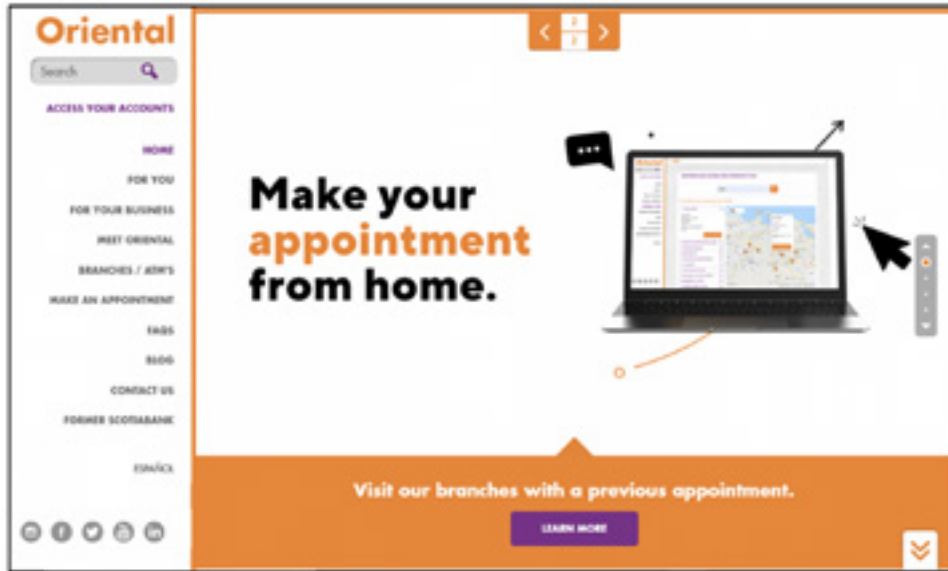 Oriental
Search
ACCESS YOUR ACCOUNTS
HOME
FOR YOU
FOR YOUR BUSINESS
MEET ORIENTAL
BRANCHES / ATM'S
MAKE AN APPOINTMENT
FAQS
BLOG
CONTACT US
FORMER SCOTIABANK
ESPAÑOL
Make your
appointment
from home.
Visit our branches with a previous appointment.
LEARN MORE